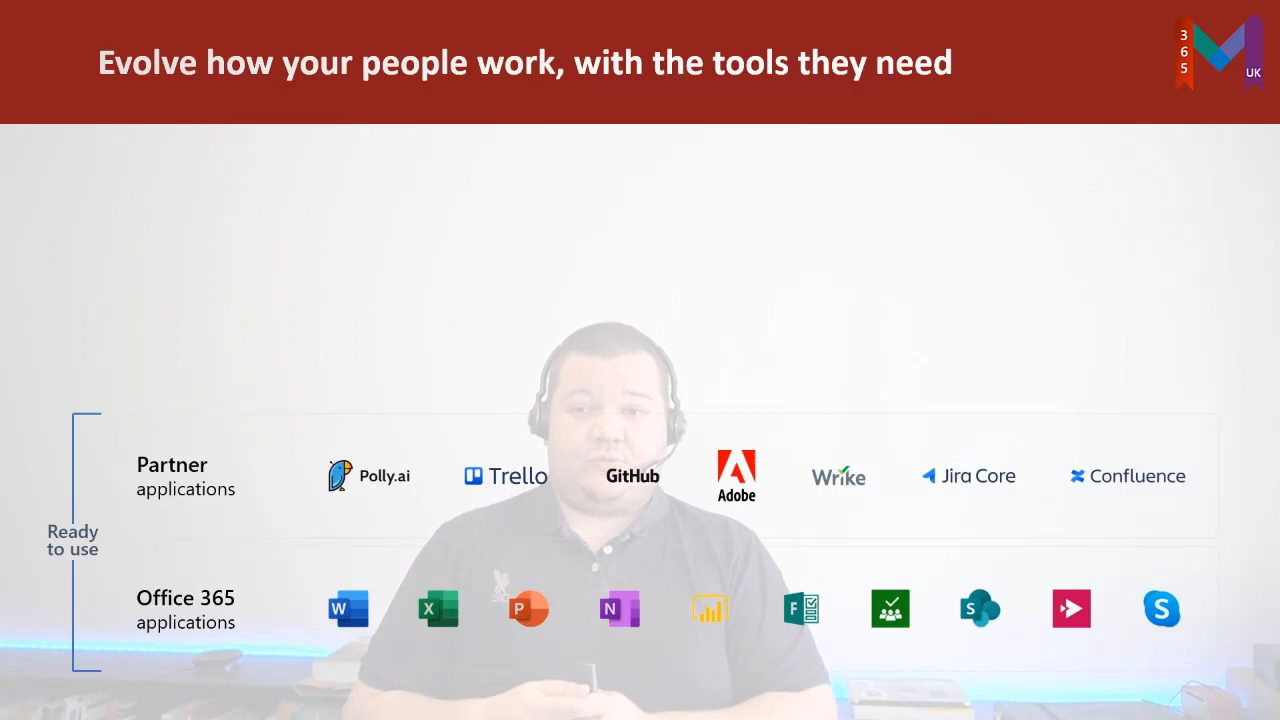 Evolve how your people work, with the tools they need
3
6
5
UK
Partner
applications
Polly.ai
Trello
GitHub
Adobe
Wrike
Jira Core
Confluence
Ready
to use
Office 365
applications
W
X
P
N
F
S
S